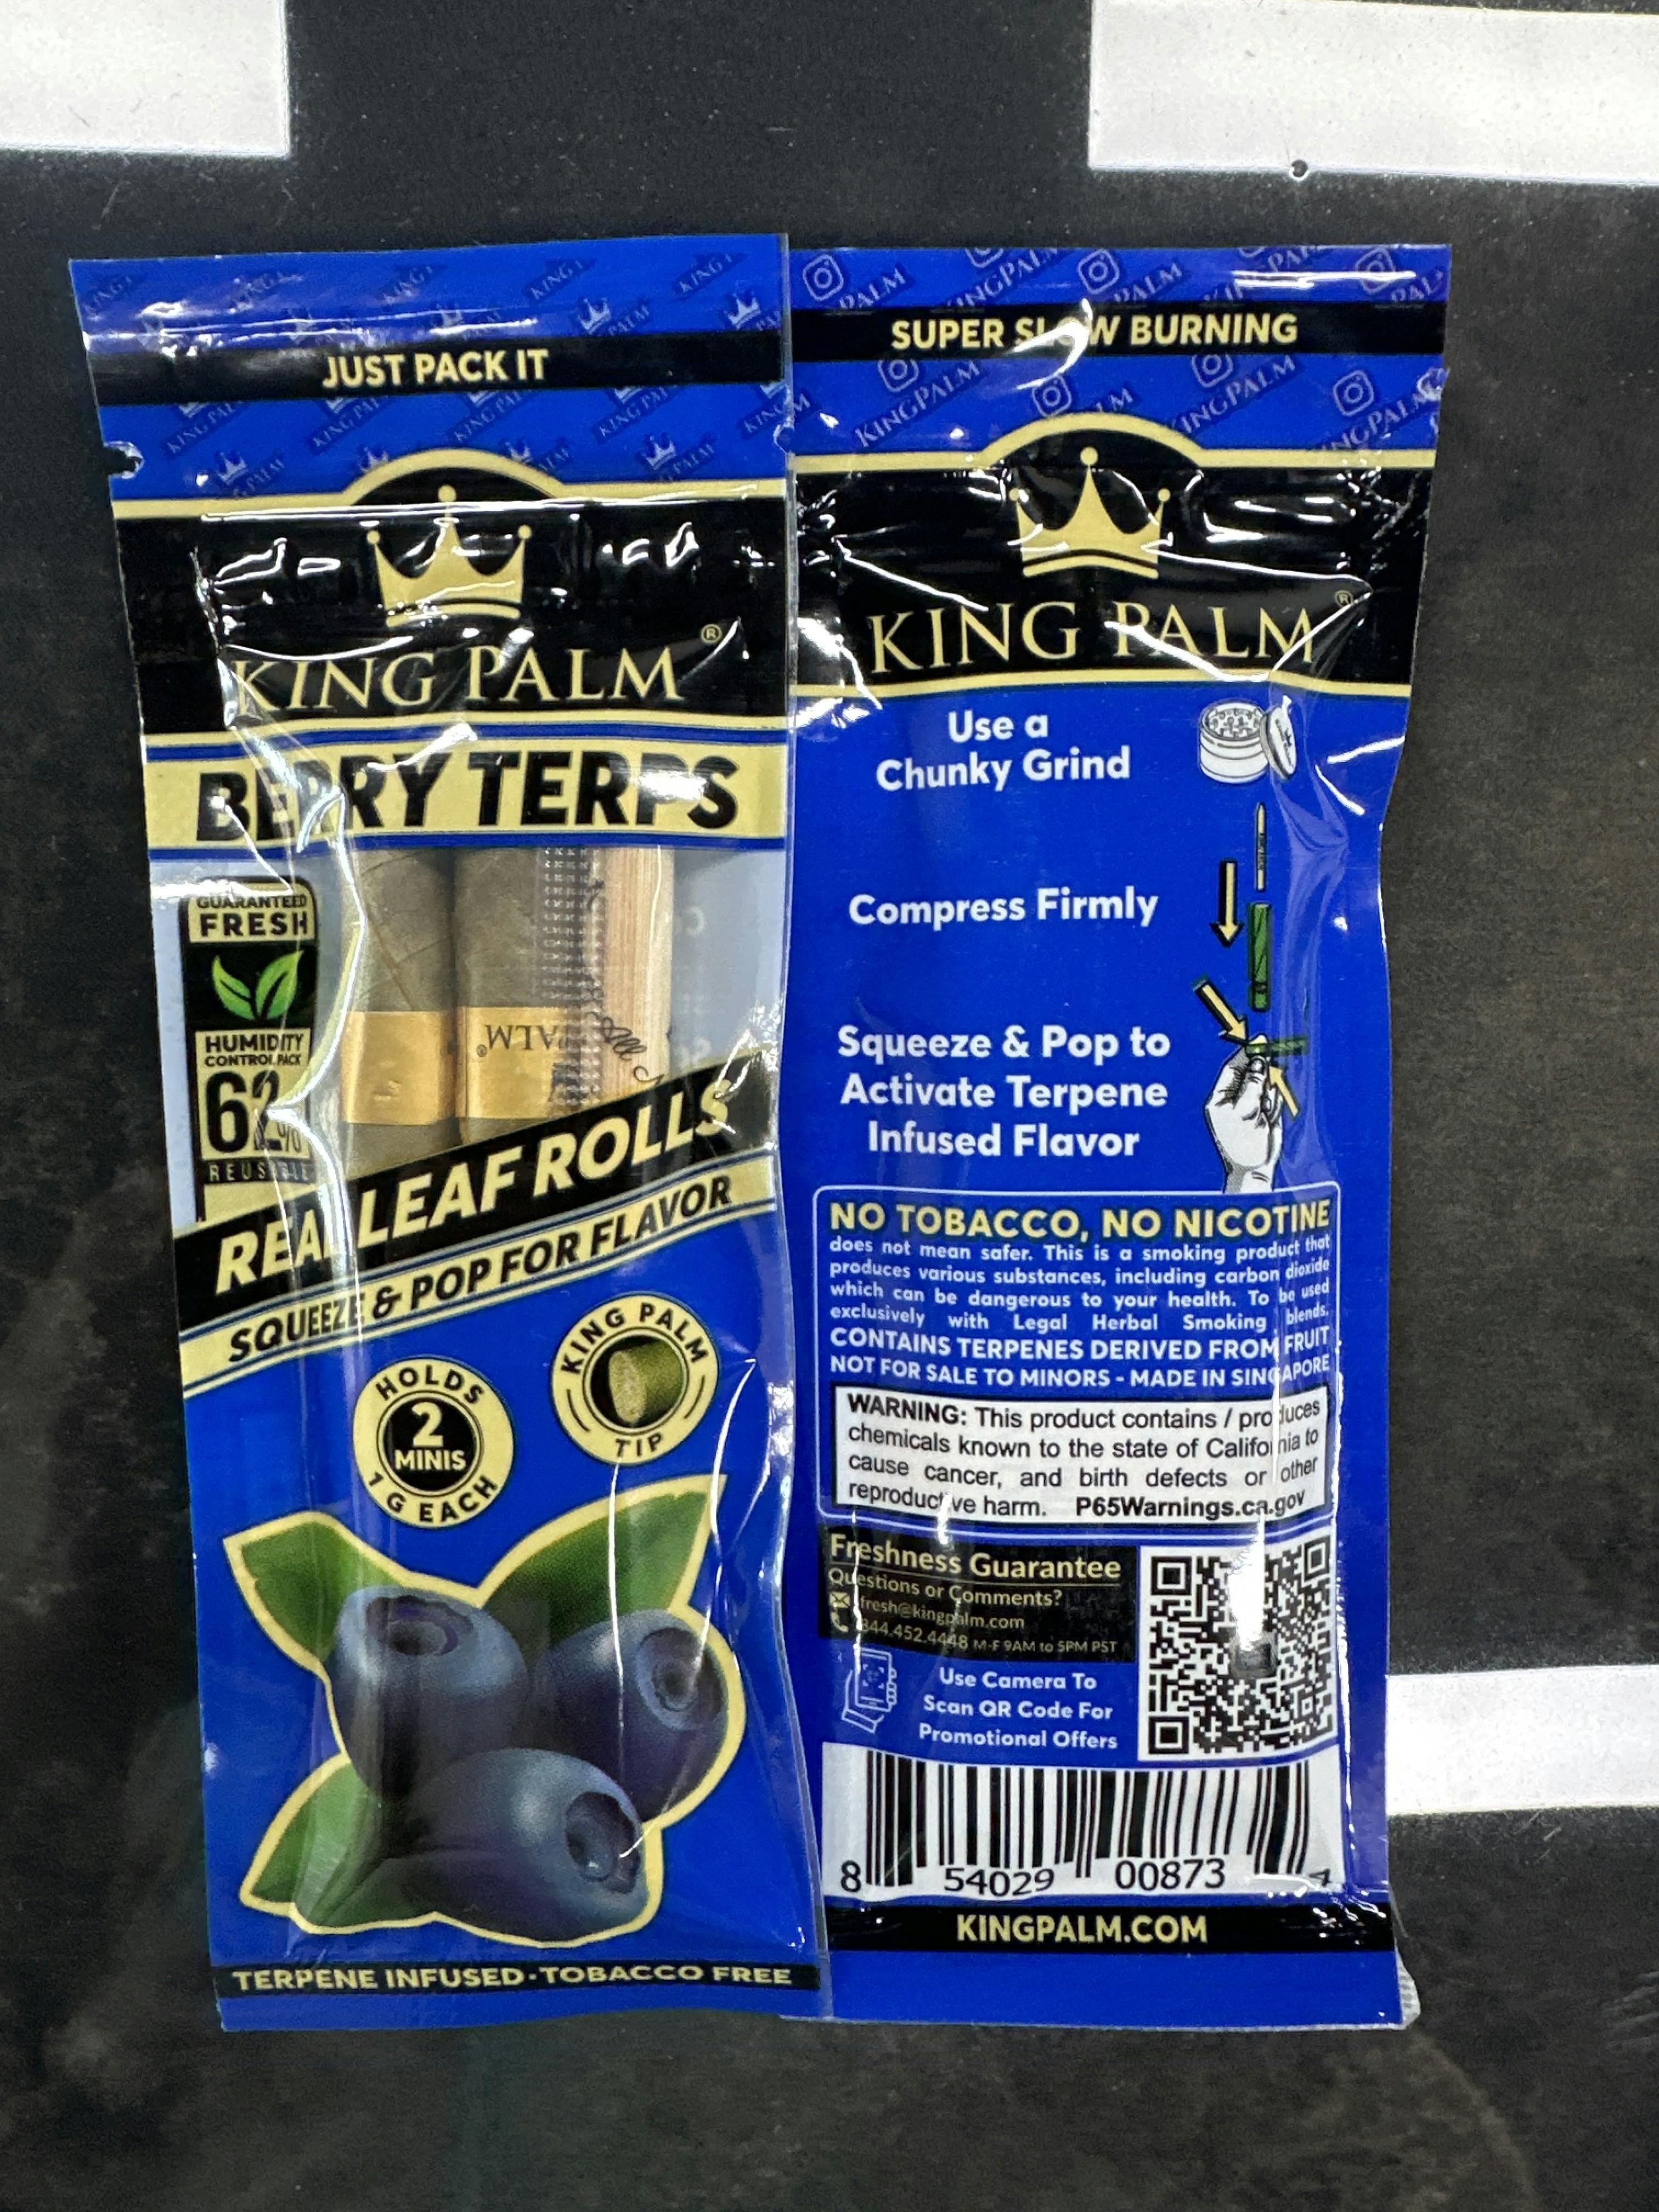 JUST PACK IT
KING PALM®
BERRY TERPS
GUARANTEED
FRESH
HUMIDITY
CONTROL PACK
62%
REUSABLE
PALM®
All
REAL LEAF ROLLS
SQUEEZE & POP FOR FLAVOR
HOLDS
2
MINIS
1 G EACH
KING PALM
TIP
TERPENE INFUSED·TOBACCO FREE
SUPER SLOW BURNING
KING PALM®
Use a
Chunky Grind
Compress Firmly
Squeeze & Pop to
Activate Terpene
Infused Flavor
NO TOBACCO, NO NICOTINE
does not mean safer. This is a smoking product that
produces various substances, including carbon dioxide
which can be dangerous to your health. To be used
exclusively with Legal Herbal Smoking blends.
CONTAINS TERPENES DERIVED FROM FRUIT
NOT FOR SALE TO MINORS - MADE IN SINGAPORE
WARNING: This product contains / produces
chemicals known to the state of California to
cause cancer, and birth defects or other
reproductive harm. P65Warnings.ca.gov
Freshness Guarantee
Questions or Comments?
fresh@kingpalm.com
844.452.4448 M-F 9AM to 5PM PST
Use Camera To
Scan QR Code For
Promotional Offers
8 54029 00873 7
KINGPALM.COM